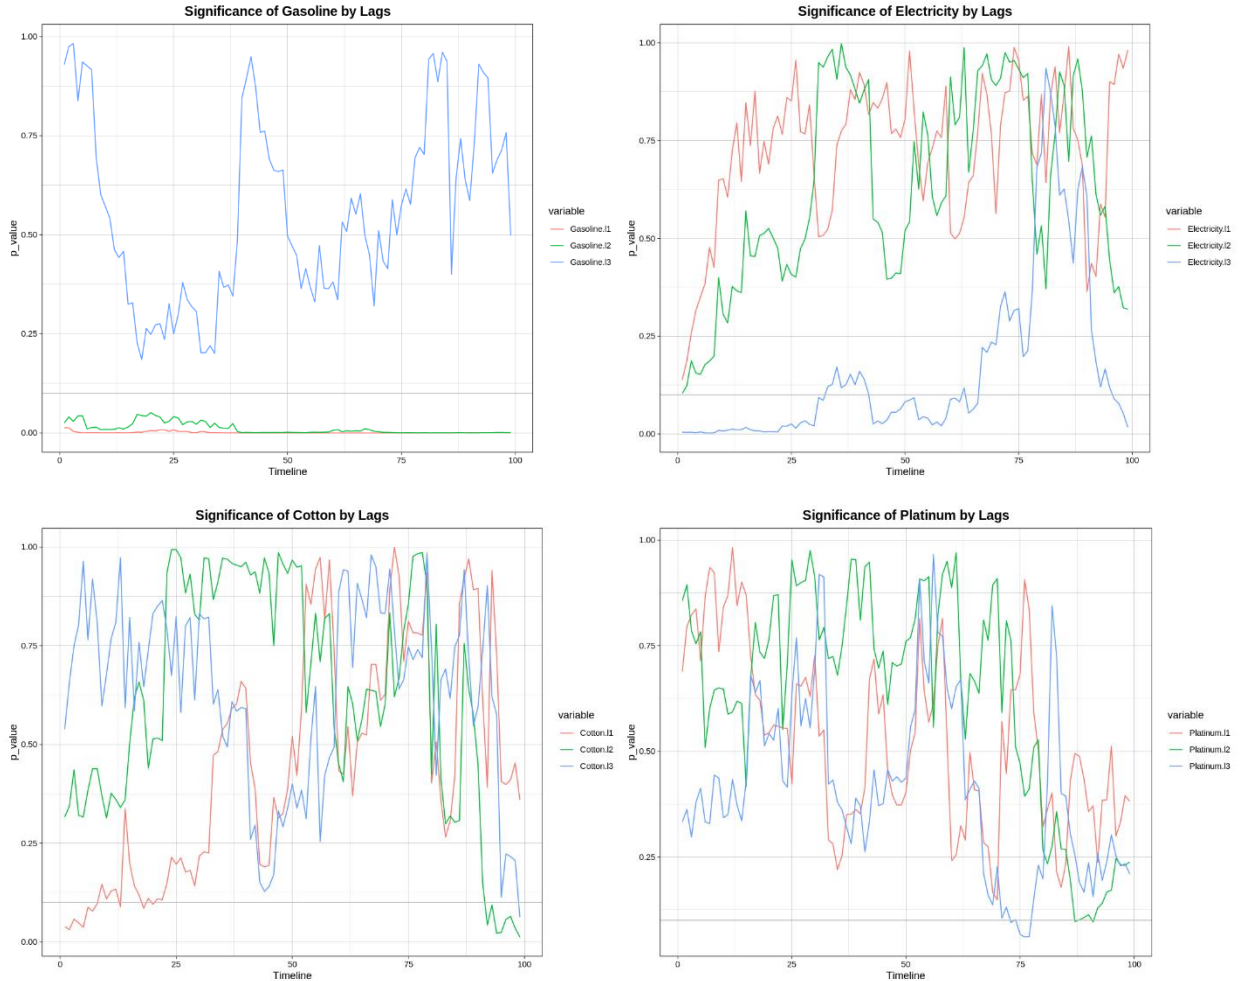 Significance of Gasoline by Lags
1.00
0.75
0.50
0.25
0.00
p_value
0
25
50
75
100
Timeline
variable
Gasoline.l1
Gasoline.l2
Gasoline.l3
Significance of Electricity by Lags
1.00
0.75
0.50
0.25
0.00
p_value
0
25
50
75
100
Timeline
variable
Electricity.l1
Electricity.l2
Electricity.l3
Significance of Cotton by Lags
1.00
0.75
0.50
0.25
0.00
p_value
0
25
50
75
100
Timeline
variable
Cotton.l1
Cotton.l2
Cotton.l3
Significance of Platinum by Lags
1.00
0.75
0.50
0.25
p_value
0
25
50
75
100
Timeline
variable
Platinum.l1
Platinum.l2
Platinum.l3